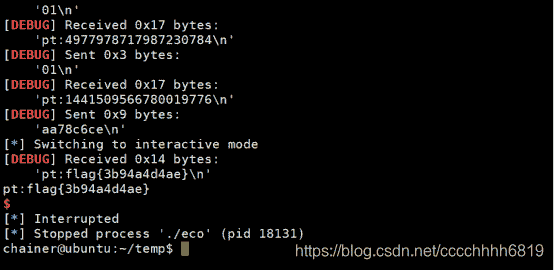 '01\n'
[DEBUG] Received 0x17 bytes:
'pt:4977978717987230784\n'
[DEBUG] Sent 0x3 bytes:
'01\n'
[DEBUG] Received 0x17 bytes:
'pt:1441509566780019776\n'
[DEBUG] Sent 0x9 bytes:
'aa78c6ce\n'
[*] Switching to interactive mode
[DEBUG] Received 0x14 bytes:
'pt:flag{3b94a4d4ae}\n'
pt:flag{3b94a4d4ae}
$
[*] Interrupted
[*] Stopped process './eco' (pid 18131)
chainer@ubuntu:~/temp$
https://blog.csdn.net/cccchhhh6819